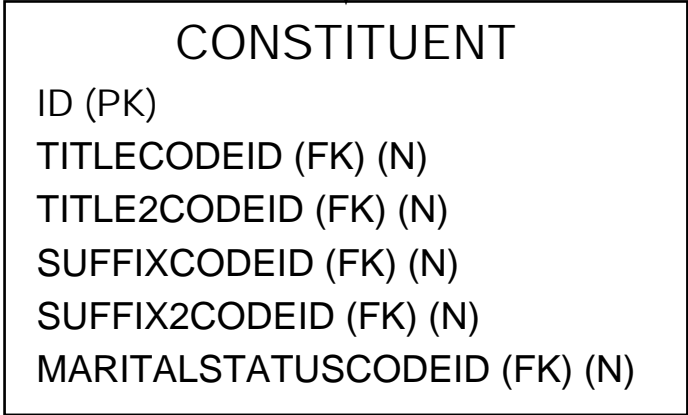 CONSTITUENT
ID (PK)
TITLECODEID (FK) (N)
TITLE2CODEID (FK) (N)
SUFFIXCODEID (FK) (N)
SUFFIX2CODEID (FK) (N)
MARITALSTATUSCODEID (FK) (N)